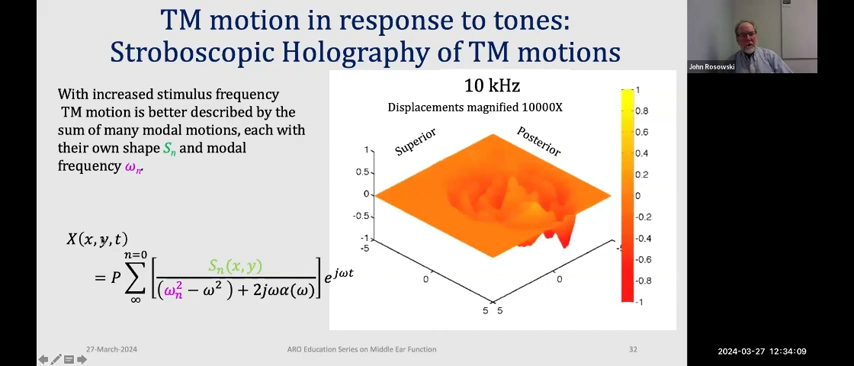 TM motion in response to tones:
Stroboscopic Holography of TM motions
With increased stimulus frequency
TM motion is better described by the
sum of many modal motions, each with
their own shape Sn and modal
frequency ωn.
X(x,y,t)
n=0
= P ∑ [ Sn(x,y) / ((ωn² − ω²) + 2jωα(ω)) ] e^jωt
∞
10 kHz
Displacements magnified 10000X
Superior
Posterior
1
0.5
0
-0.5
-1
-5
0
5
5
0
-5
1
0.8
0.6
0.4
0.2
0
-0.2
-0.4
-0.6
-0.8
-1
27-March-2024
ARO Education Series on Middle Ear Function
32
John Rosowski
2024-03-27 12:34:09